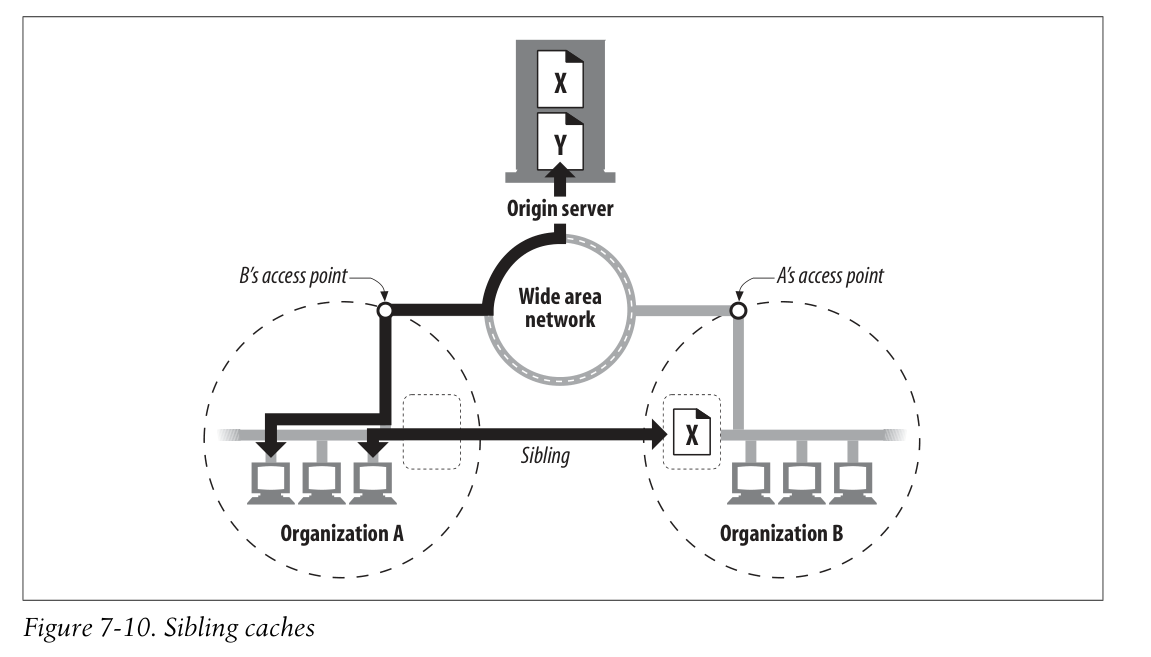 X
Y
Origin server
B's access point
A's access point
Wide area
network
X
Sibling
Organization A
Organization B
Figure 7-10. Sibling caches